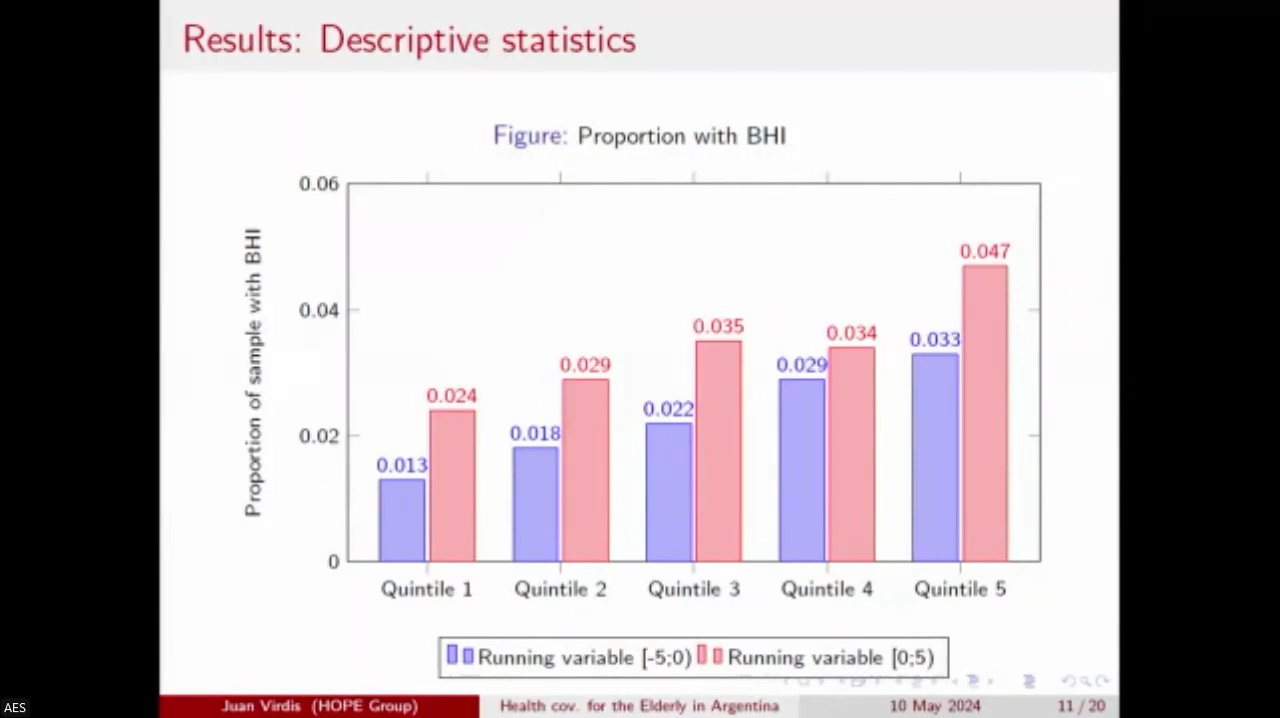 Results: Descriptive statistics
Figure: Proportion with BHI
Proportion of sample with BHI
0.06
0.04
0.02
0
0.013
0.024
0.018
0.029
0.022
0.035
0.029
0.034
0.033
0.047
Quintile 1
Quintile 2
Quintile 3
Quintile 4
Quintile 5
Running variable [-5;0) Running variable [0;5)
AES
Juan Virdis (HOPE Group)
Health cov. for the Elderly in Argentina
10 May 2024
11 / 20